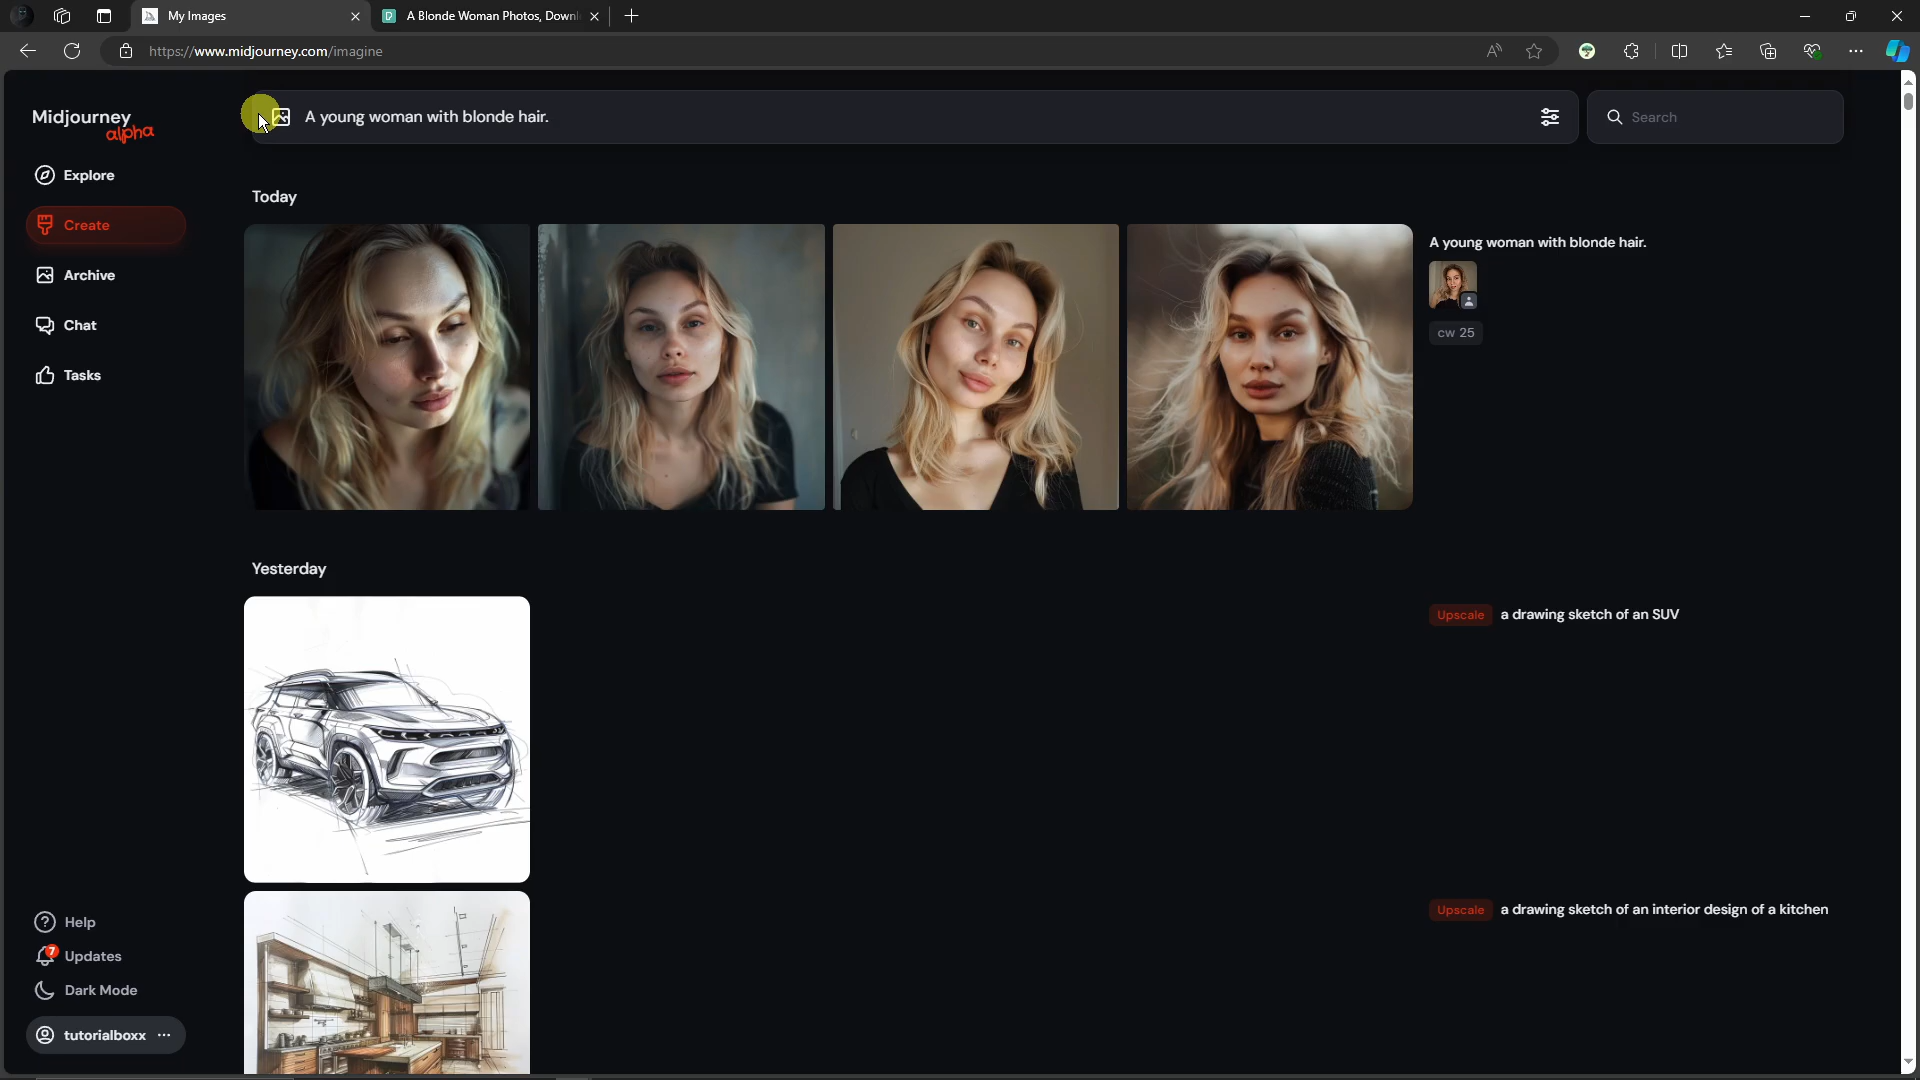 My Images
A Blonde Woman Photos, Downl
https://www.midjourney.com/imagine
Midjourney
alpha
A young woman with blonde hair.
Search
Explore
Create
Archive
Chat
Tasks
Today
A young woman with blonde hair.
cw 25
Yesterday
Upscale a drawing sketch of an SUV
Upscale a drawing sketch of an interior design of a kitchen
Help
7
Updates
Dark Mode
tutorialboxx ···